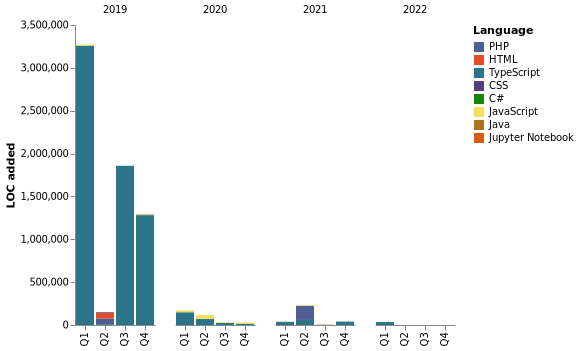 2019 2020 2021 2022
3,500,000
3,000,000
2,500,000
2,000,000
1,500,000
1,000,000
500,000
0
LOC added
Q1 Q2 Q3 Q4 Q1 Q2 Q3 Q4 Q1 Q2 Q3 Q4 Q1 Q2 Q3 Q4
Language
PHP
HTML
TypeScript
CSS
C#
JavaScript
Java
Jupyter Notebook